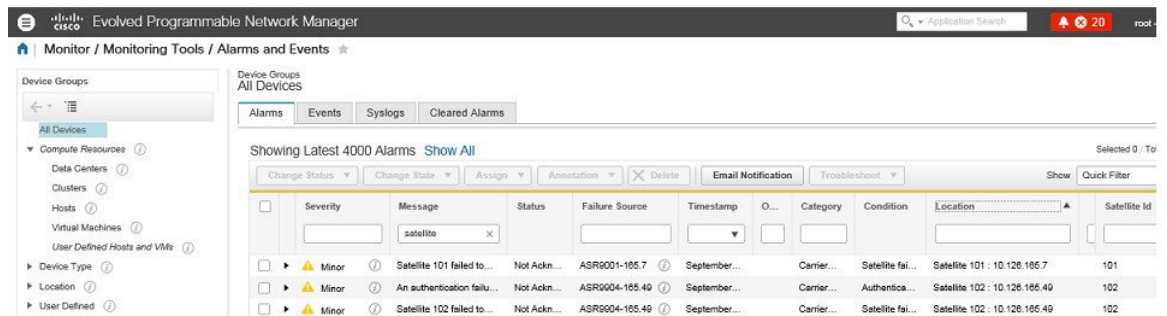 cisco Evolved Programmable Network Manager Application Search 20 root-
Monitor / Monitoring Tools / Alarms and Events
Device Groups
All Devices
Compute Resources
Data Centers
Clusters
Hosts
Virtual Machines
User Defined Hosts and VMs
Device Type
Location
User Defined
Device Groups
All Devices
Alarms Events Syslogs Cleared Alarms
Showing Latest 4000 Alarms Show All Selected 0 / To
Change Status Change State Assign Annotation Delete Email Notification Troubleshoot Show Quick Filter
Severity Message Status Failure Source Timestamp O... Category Condition Location Satellite Id
satellite
Minor Satellite 101 failed to... Not Ackn... ASR9001-165.7 September... Carrier... Satellite fai... Satellite 101 : 10.126.165.7 101
Minor An authentication failu... Not Ackn... ASR9904-165.49 September... Carrier... Authentica... Satellite 102 : 10.126.165.49 102
Minor Satellite 102 failed to... Not Ackn... ASR9904-165.49 September... Carrier... Satellite fai... Satellite 102 : 10.126.165.49 102